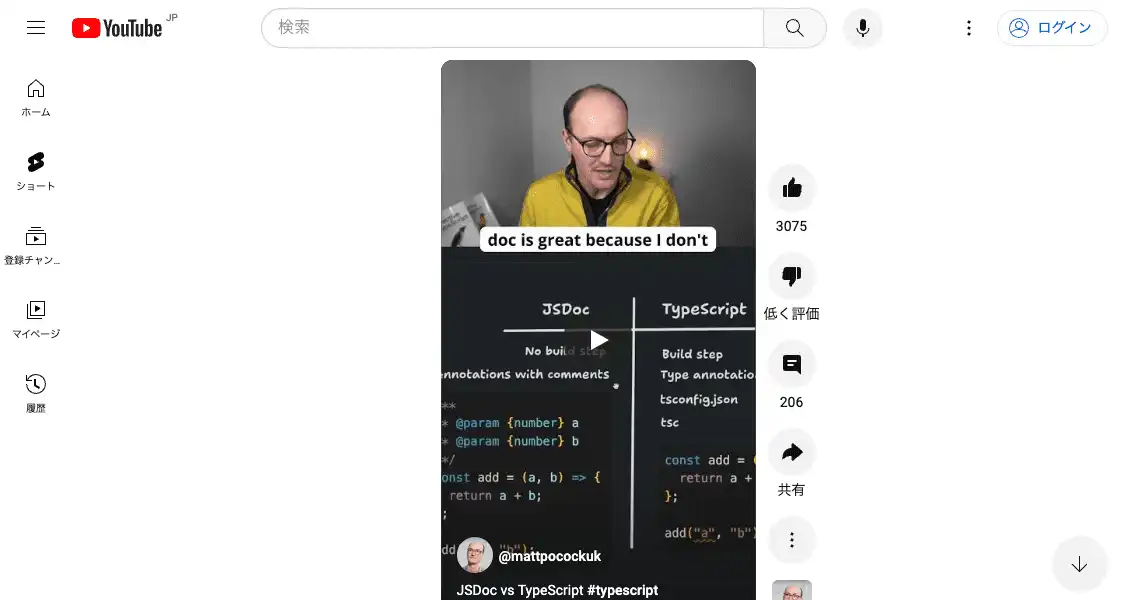 YouTube JP
検索
ログイン
ホーム
ショート
登録チャン...
マイページ
履歴
doc is great because I don't
JSDoc
TypeScript
No build step
nnotations with comments
**
* @param {number} a
* @param {number} b
*/
onst add = (a, b) => {
return a + b;
;
dd "b");
Build step
Type annotatio
tsconfig.json
tsc
const add = (
return a +
};
add("a", "b")
@mattpocockuk
JSDoc vs TypeScript #typescript
3075
低く評価
206
共有